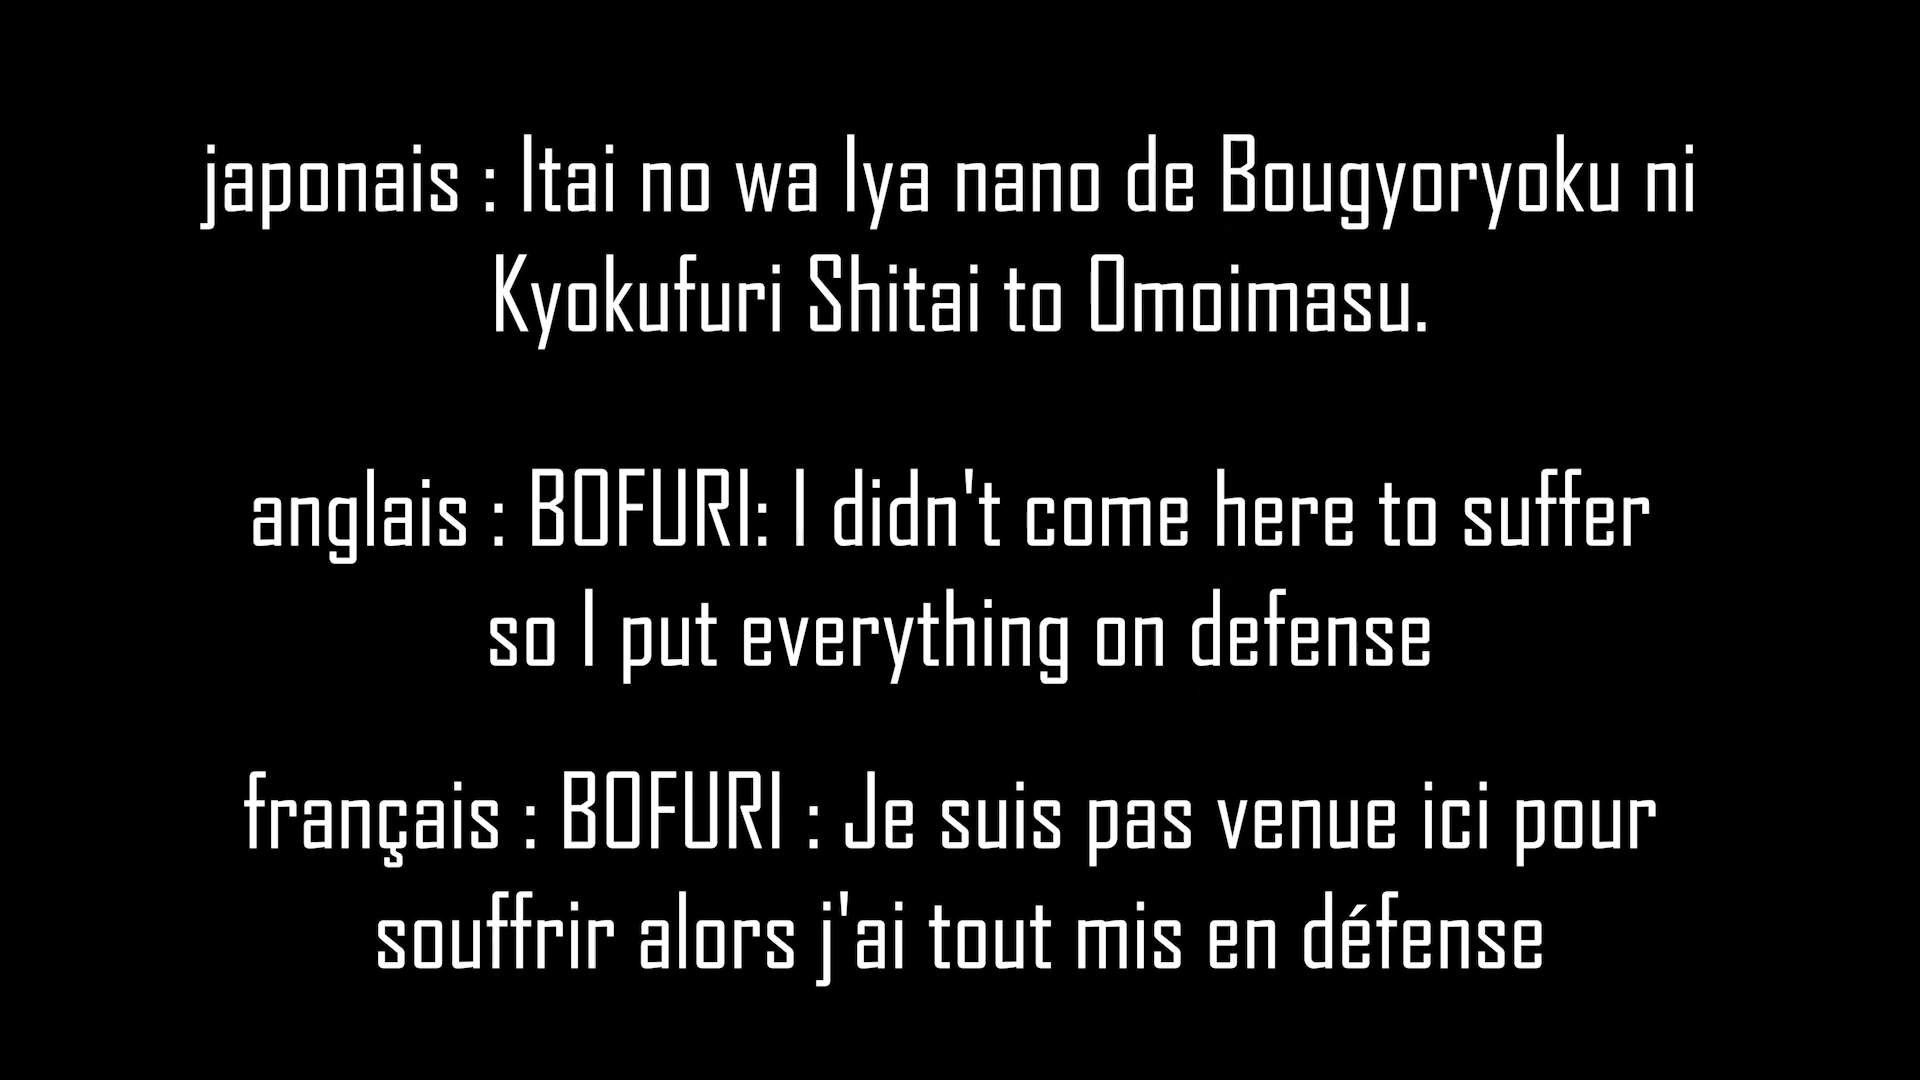 japonais : Itai no wa Iya nano de Bougyoryoku ni
Kyokufuri Shitai to Omoimasu.
anglais : BOFURI: I didn't come here to suffer
so I put everything on defense
français : BOFURI : Je suis pas venue ici pour
souffrir alors j'ai tout mis en défense